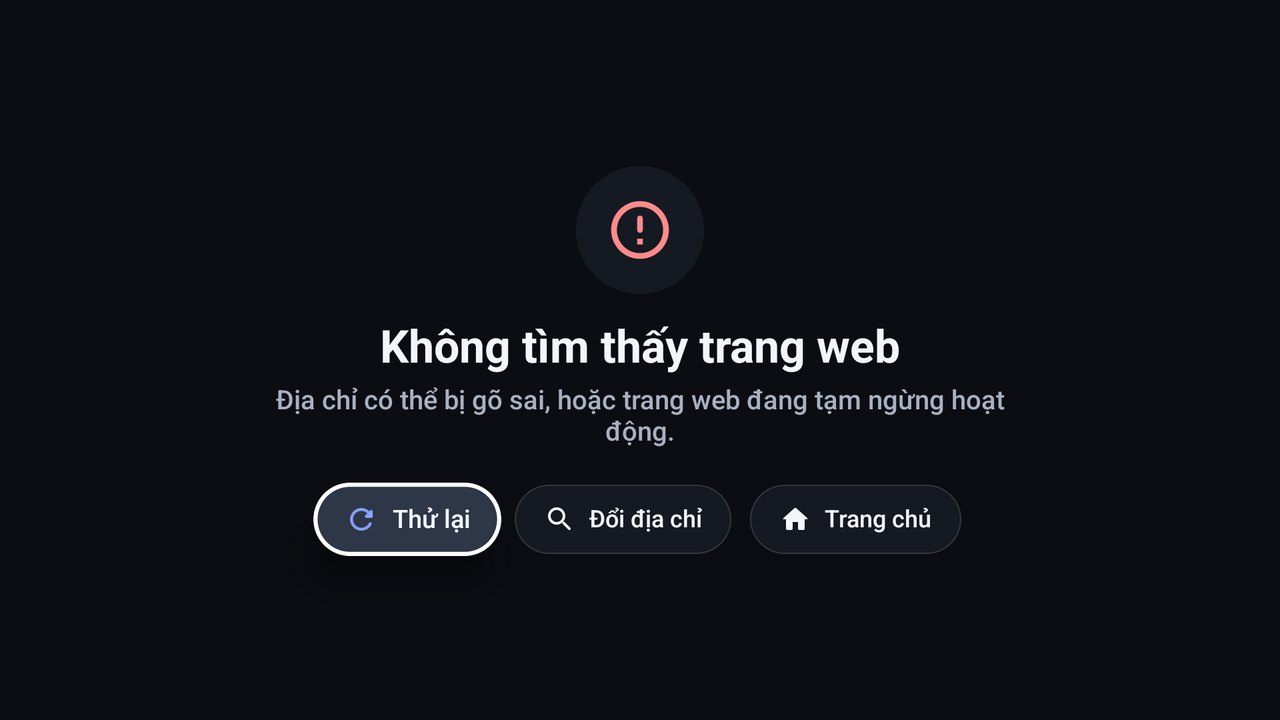 Không tìm thấy trang web
Địa chỉ có thể bị gõ sai, hoặc trang web đang tạm ngừng hoạt
động.
Thử lại
Đổi địa chỉ
Trang chủ